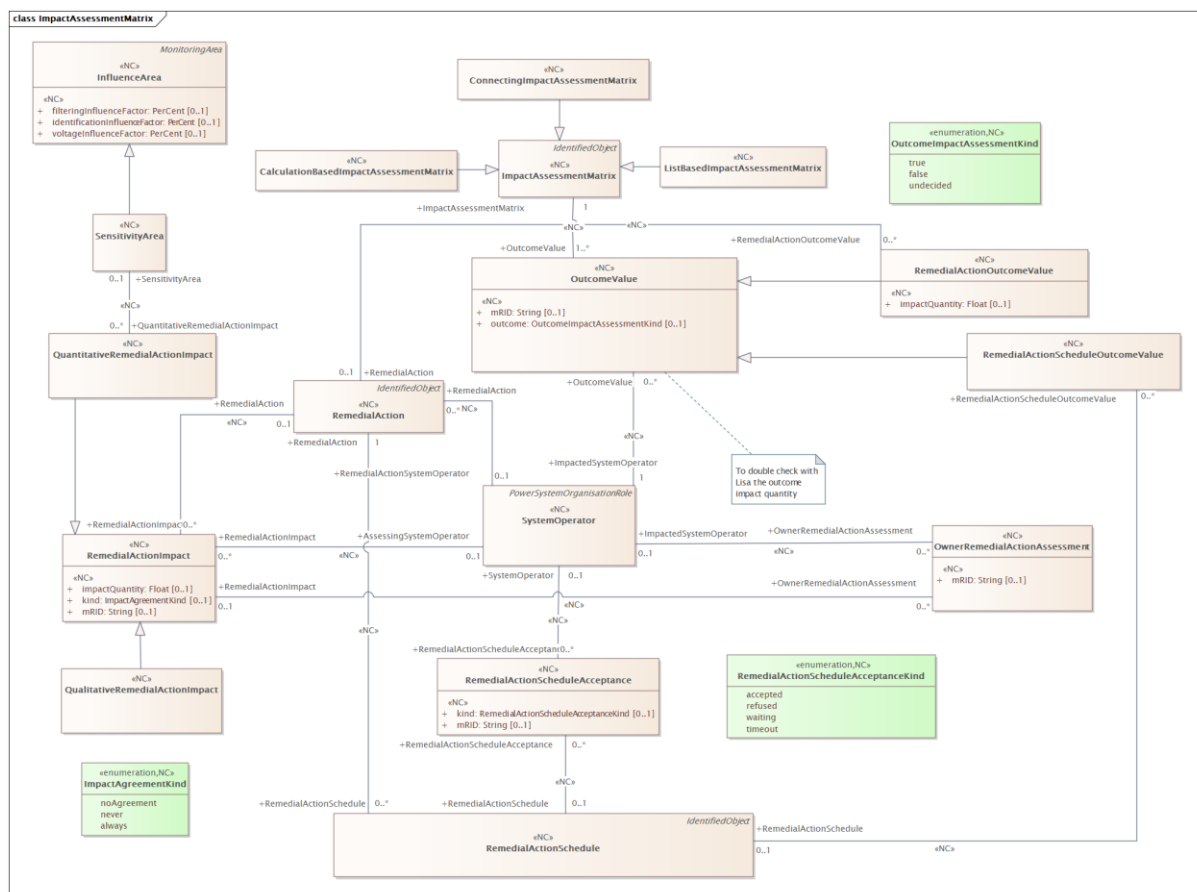 class ImpactAssessmentMatrix
MonitoringArea
«NC»
InfluenceArea
«NC»
+ filteringInfluenceFactor: PerCent [0..1]
+ identificationInfluenceFactor: PerCent [0..1]
+ voltageInfluenceFactor: PerCent [0..1]
«NC»
ConnectingImpactAssessmentMatrix
«NC»
CalculationBasedImpactAssessmentMatrix
IdentifiedObject
«NC»
ImpactAssessmentMatrix
«NC»
ListBasedImpactAssessmentMatrix
«enumeration,NC»
OutcomeImpactAssessmentKind
true
false
undecided
+ImpactAssessmentMatrix
1
«NC»
«NC»
+OutcomeValue
1..*
+RemedialActionOutcomeValue
0..*
«NC»
SensitivityArea
0..1
+SensitivityArea
«NC»
0..*
+QuantitativeRemedialActionImpact
«NC»
QuantitativeRemedialActionImpact
«NC»
OutcomeValue
«NC»
+ mRID: String [0..1]
+ outcome: OutcomeImpactAssessmentKind [0..1]
«NC»
RemedialActionOutcomeValue
«NC»
+ impactQuantity: Float [0..1]
«NC»
RemedialActionScheduleOutcomeValue
+RemedialActionScheduleOutcomeValue
0..*
0..1
+RemedialAction
IdentifiedObject
«NC»
RemedialAction
+RemedialAction
«NC»
0..1
+RemedialAction
0..*
«NC»
+RemedialAction
1
+OutcomeValue
0..*
«NC»
+ImpactedSystemOperator
1
To double check with
Lisa the outcome
impact quantity
+RemedialActionSystemOperator
0..1
PowerSystemOrganisationRole
«NC»
SystemOperator
+RemedialActionImpact
0..*
«NC»
RemedialActionImpact
«NC»
+ impactQuantity: Float [0..1]
+ kind: ImpactAgreementKind [0..1]
+ mRID: String [0..1]
+RemedialActionImpact
0..*
+AssessingSystemOperator
«NC»
0..1
+ImpactedSystemOperator
0..1
+OwnerRemedialActionAssessment
«NC»
0..*
«NC»
OwnerRemedialActionAssessment
«NC»
+ mRID: String [0..1]
+RemedialActionImpact
0..1
+OwnerRemedialActionAssessment
«NC»
0..*
+SystemOperator
0..1
«NC»
«NC»
+RemedialActionScheduleAcceptance
0..*
«NC»
QualitativeRemedialActionImpact
«NC»
RemedialActionScheduleAcceptance
«NC»
+ kind: RemedialActionScheduleAcceptanceKind [0..1]
+ mRID: String [0..1]
«enumeration,NC»
RemedialActionScheduleAcceptanceKind
accepted
refused
waiting
timeout
+RemedialActionScheduleAcceptance
0..*
«NC»
«enumeration,NC»
ImpactAgreementKind
noAgreement
never
always
+RemedialActionSchedule
0..*
+RemedialActionSchedule
0..1
IdentifiedObject
«NC»
RemedialActionSchedule
+RemedialActionSchedule
0..1
«NC»